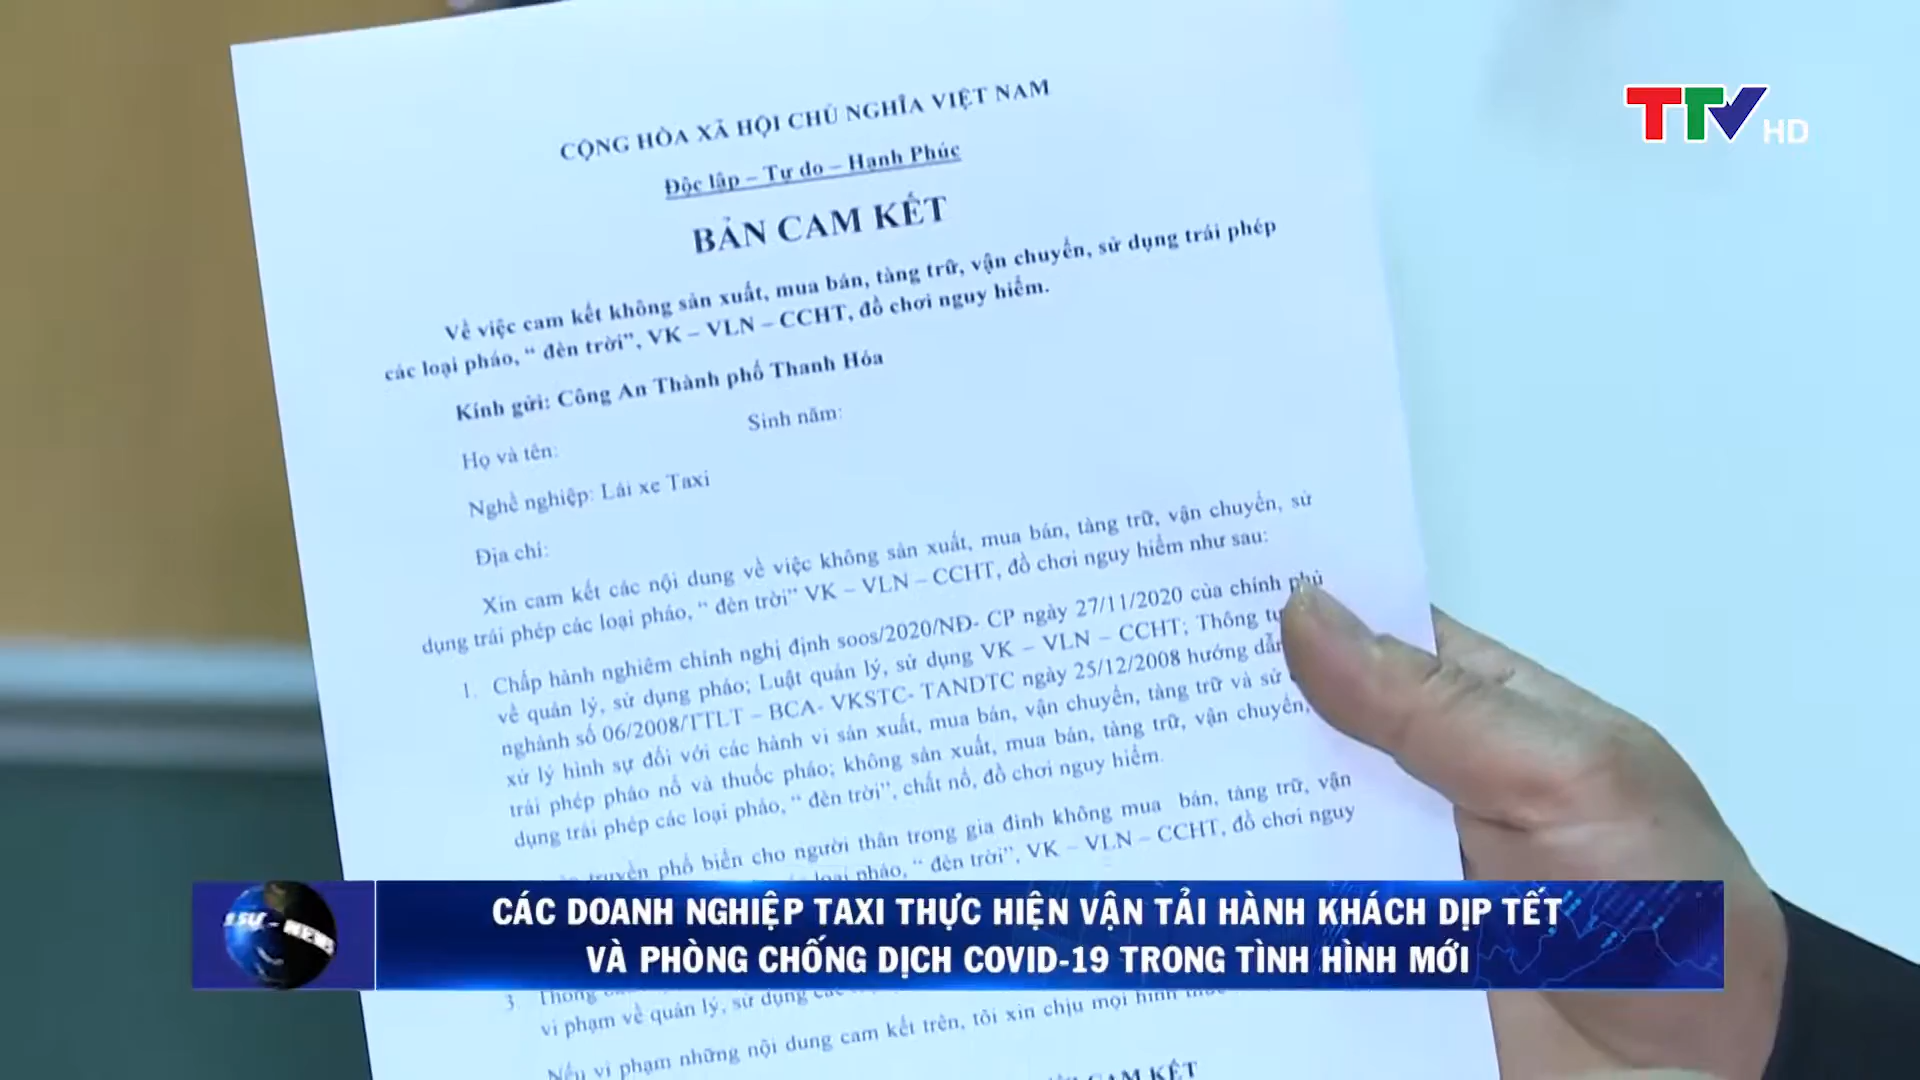 TTV HD
CỘNG HÒA XÃ HỘI CHỦ NGHĨA VIỆT NAM
Độc lập – Tự do – Hạnh Phúc
BẢN CAM KẾT
Về việc cam kết không sản xuất, mua bán, tàng trữ, vận chuyển, sử dụng trái phép
các loại pháo, “ đèn trời”, VK – VLN – CCHT, đồ chơi nguy hiểm.
Kính gửi: Công An Thành phố Thanh Hóa
Họ và tên: Sinh năm:
Nghề nghiệp: Lái xe Taxi
Địa chỉ:
Xin cam kết các nội dung về việc không sản xuất, mua bán, tàng trữ, vận chuyển, sử
dụng trái phép các loại pháo, “ đèn trời” VK – VLN – CCHT, đồ chơi nguy hiểm như sau:
1. Chấp hành nghiêm chỉnh nghị định soos/2020/NĐ- CP ngày 27/11/2020 của chính phủ
về quản lý, sử dụng pháo; Luật quản lý, sử dụng VK – VLN – CCHT; Thông tư
nghành số 06/2008/TTLT – BCA- VKSTC- TANDTC ngày 25/12/2008 hướng dẫn
xử lý hình sự đối với các hành vi sản xuất, mua bán, vận chuyển, tàng trữ và sử
trái phép pháo nổ và thuốc pháo; không sản xuất, mua bán, tàng trữ, vận chuyển,
dụng trái phép các loại pháo, “ đèn trời”, chất nổ, đồ chơi nguy hiểm.
truyền phổ biến cho người thân trong gia đình không mua bán, tàng trữ, vận
loại pháo, “ đèn trời”, VK – VLN – CCHT, đồ chơi nguy
SỰ - NEWS
CÁC DOANH NGHIỆP TAXI THỰC HIỆN VẬN TẢI HÀNH KHÁCH DỊP TẾT
VÀ PHÒNG CHỐNG DỊCH COVID-19 TRONG TÌNH HÌNH MỚI
3. Thông
vi phạm về quản lý, sử dụng các
Nếu vi phạm những nội dung cam kết trên, tôi xin chịu mọi hình
CAM KẾT